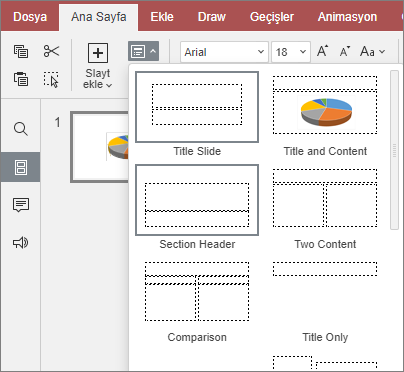 Dosya Ana Sayfa Ekle Draw Geçişler Animasyon
Slayt
ekle
Arial 18 A A Aa
1
Title Slide Title and Content
Section Header Two Content
Comparison Title Only